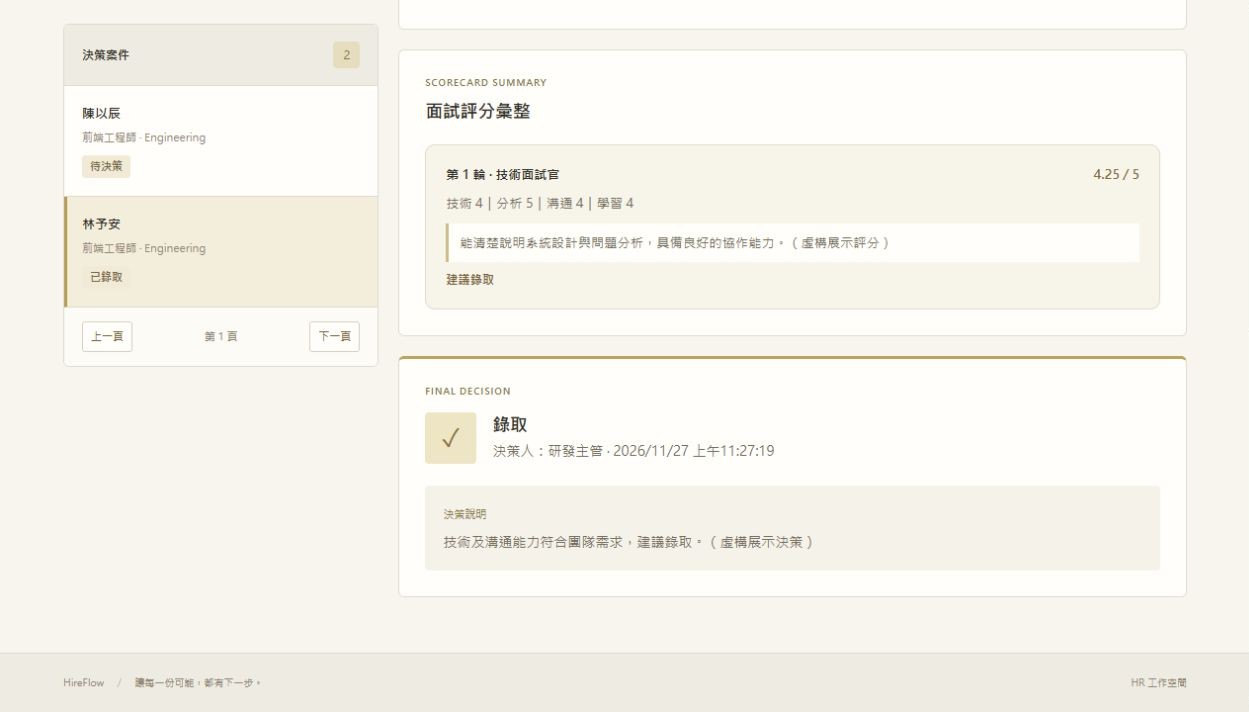 決策案件
2
陳以辰
前端工程師 · Engineering
待決策
林予安
前端工程師 · Engineering
已錄取
上一頁
第 1 頁
下一頁
SCORECARD SUMMARY
面試評分彙整
第 1 輪 · 技術面試官
4.25 / 5
技術 4 | 分析 5 | 溝通 4 | 學習 4
能清楚說明系統設計與問題分析，具備良好的協作能力。（虛構展示評分）
建議錄取
FINAL DECISION
✓
錄取
決策人：研發主管 · 2026/11/27 上午11:27:19
決策說明
技術及溝通能力符合團隊需求，建議錄取。（虛構展示決策）
HireFlow / 讓每一份可能，都有下一步。
HR 工作空間